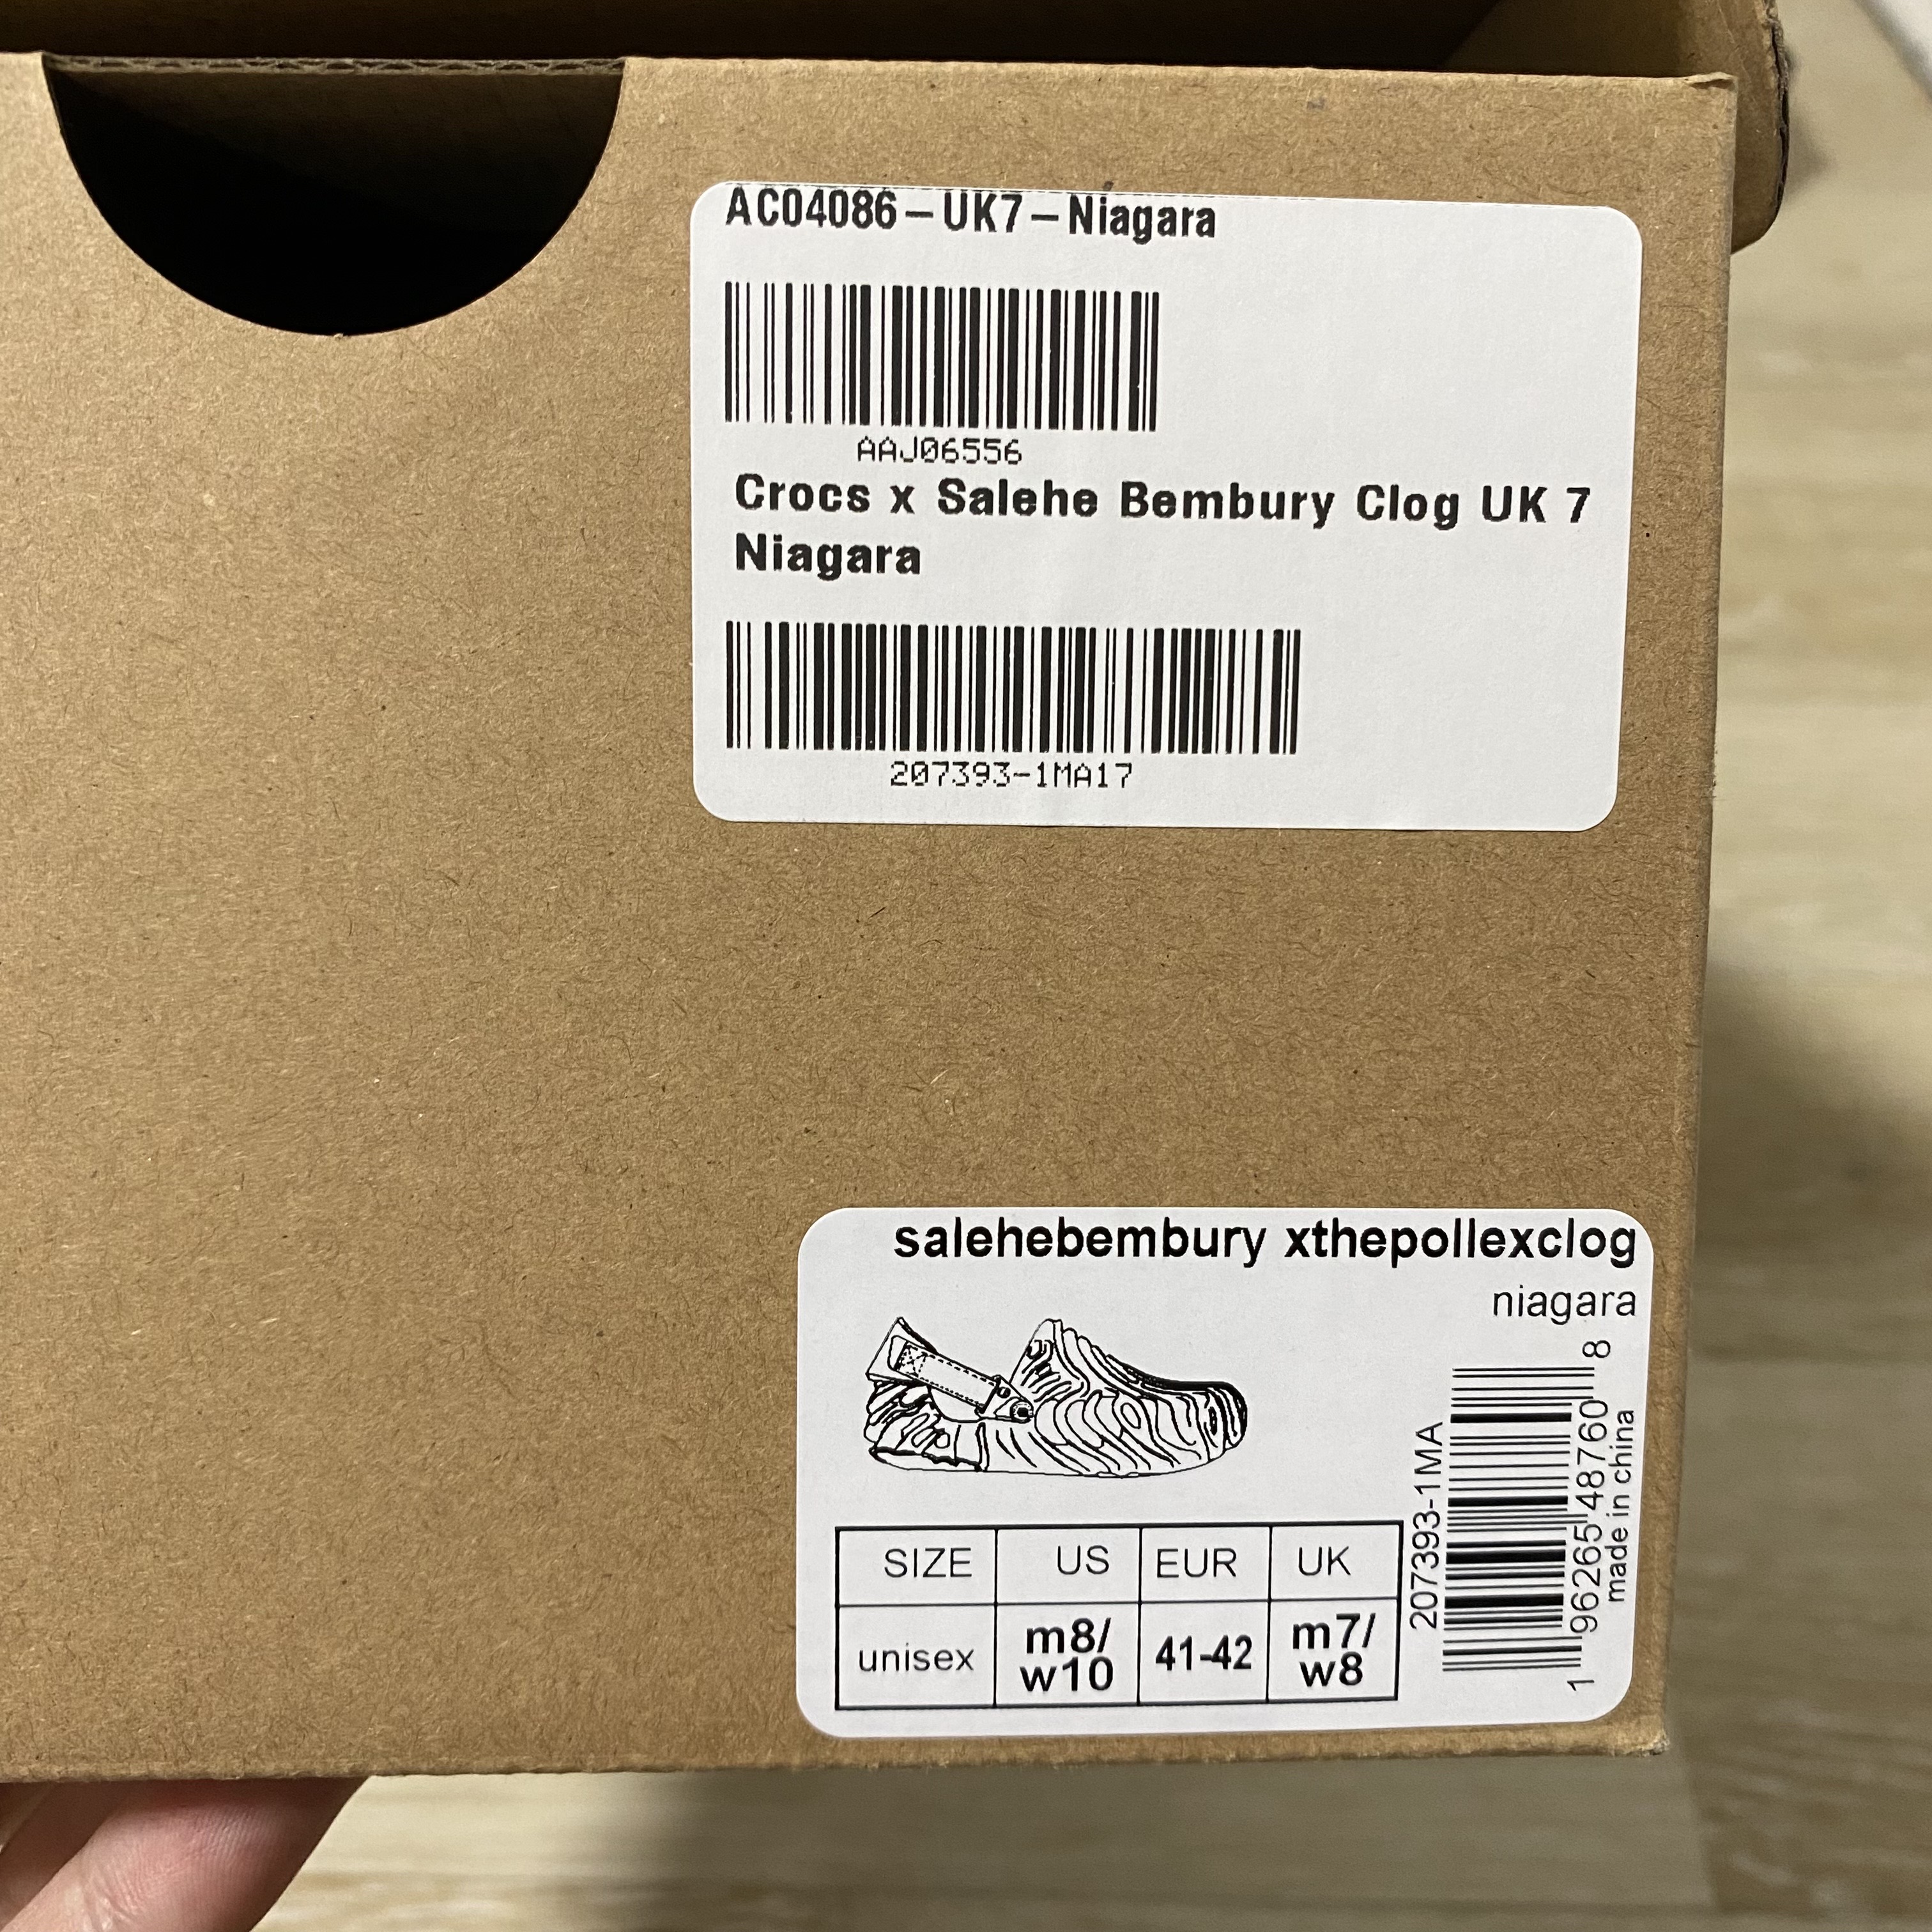 AC04086-UK7-Niagara
AAJ06556
Crocs x Salehe Bembury Clog UK 7
Niagara
207393-1MA17
salehebembury xthepollexclog
niagara
SIZE US EUR UK
unisex m8/ w10 41-42 m7/ w8
207393-1MA
1 96265 48760 8
made in china